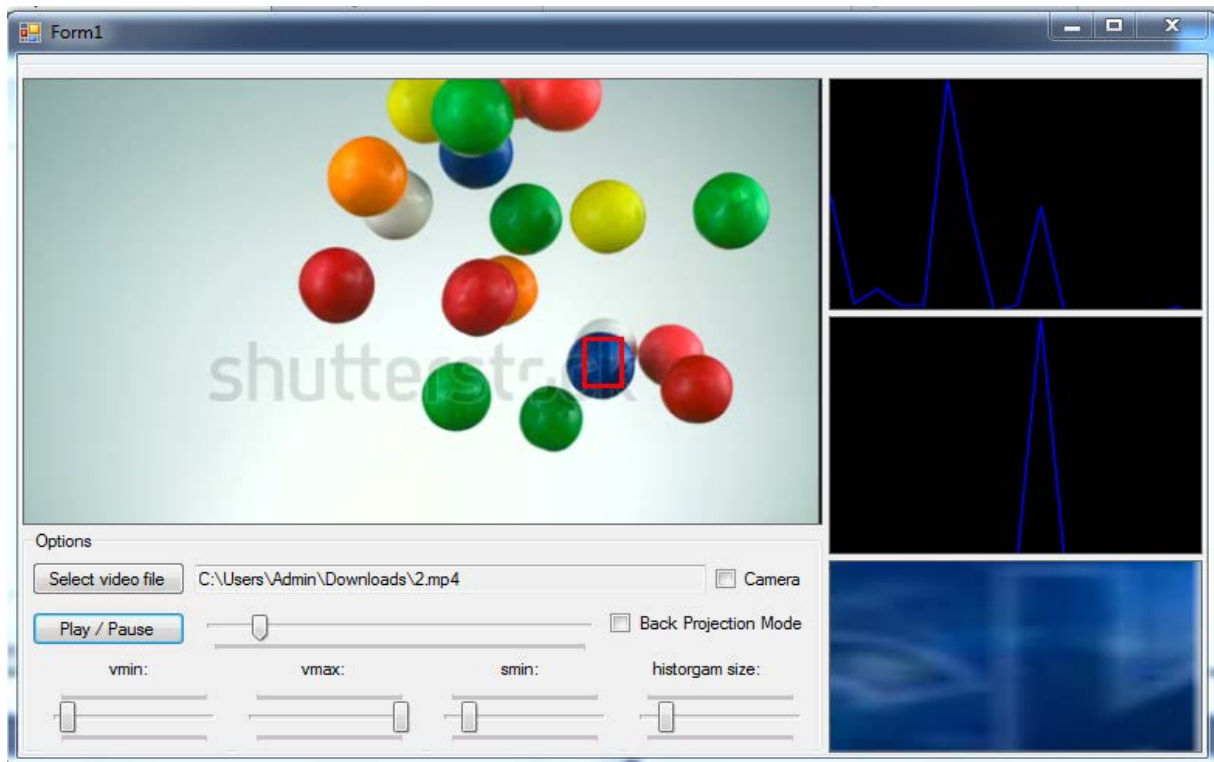 Form1
shutterstock
Options
Select video file C:\Users\Admin\Downloads\2.mp4 Camera
Play / Pause Back Projection Mode
vmin: vmax: smin: historgam size: